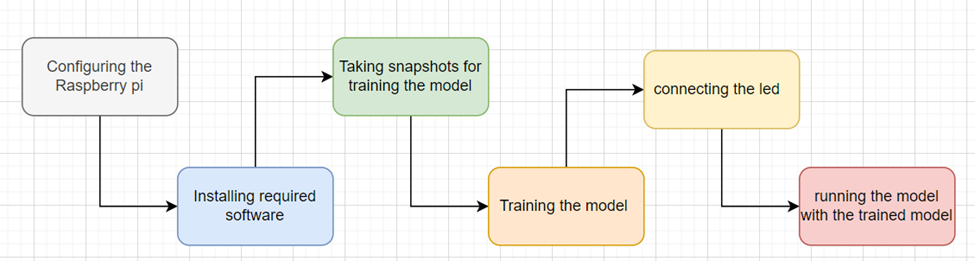 Configuring the
Raspberry pi
Installing required
software
Taking snapshots for
training the model
Training the model
connecting the led
running the model
with the trained model